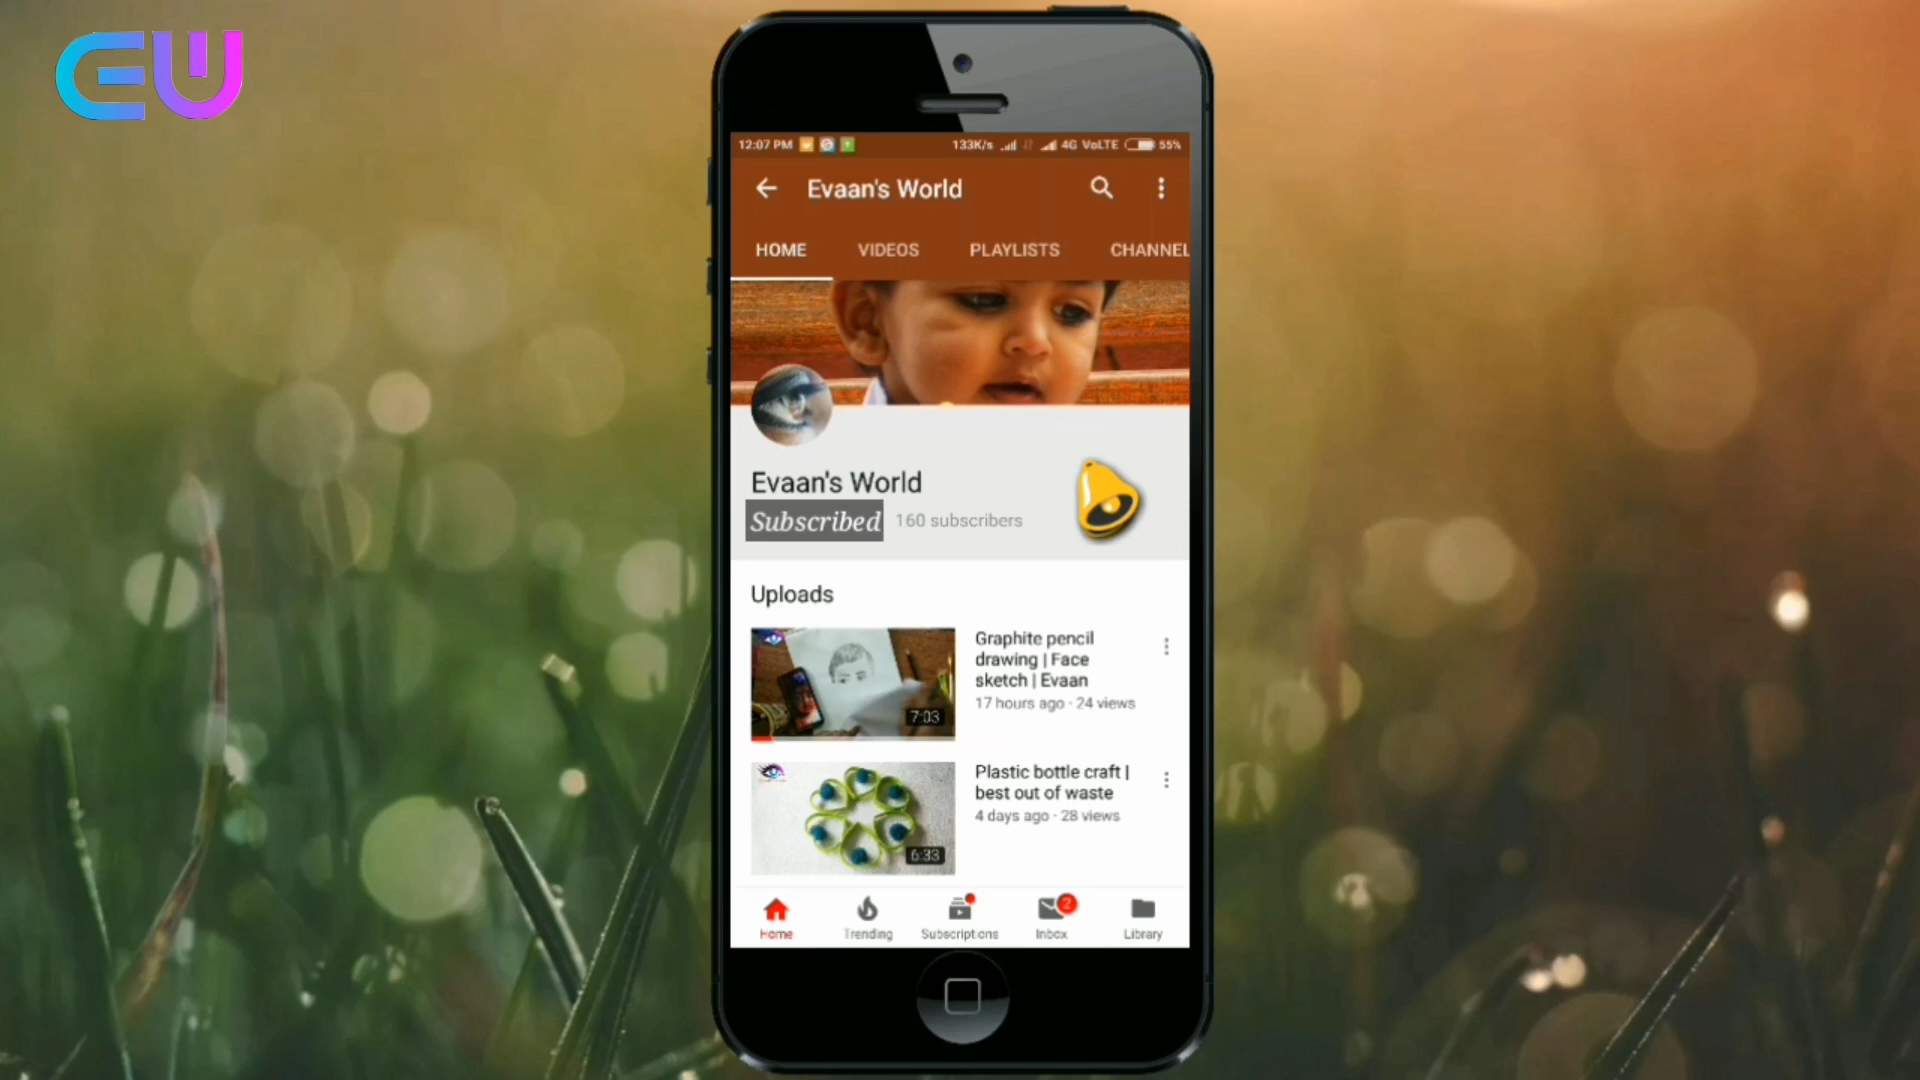 EW
12:07 PM 133K/s 4G VoLTE 55%
Evaan's World
HOME VIDEOS PLAYLISTS CHANNEL
Evaan's World
Subscribed 160 subscribers
Uploads
Graphite pencil
drawing | Face
sketch | Evaan
17 hours ago · 24 views
7:03
Plastic bottle craft |
best out of waste
4 days ago · 28 views
6:33
2
Home Trending Subscriptions Inbox Library